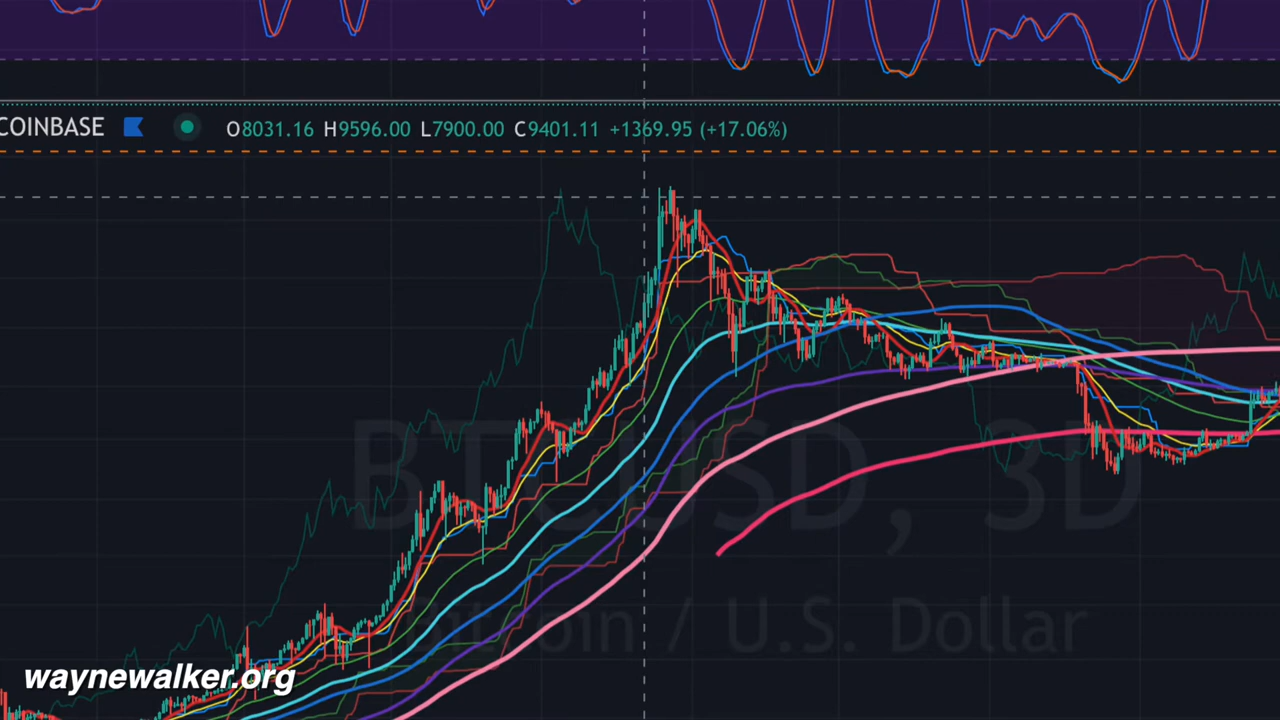 COINBASE O8031.16 H9596.00 L7900.00 C9401.11 +1369.95 (+17.06%)
BTCUSD, 3D
Bitcoin / U.S. Dollar
waynewalker.org